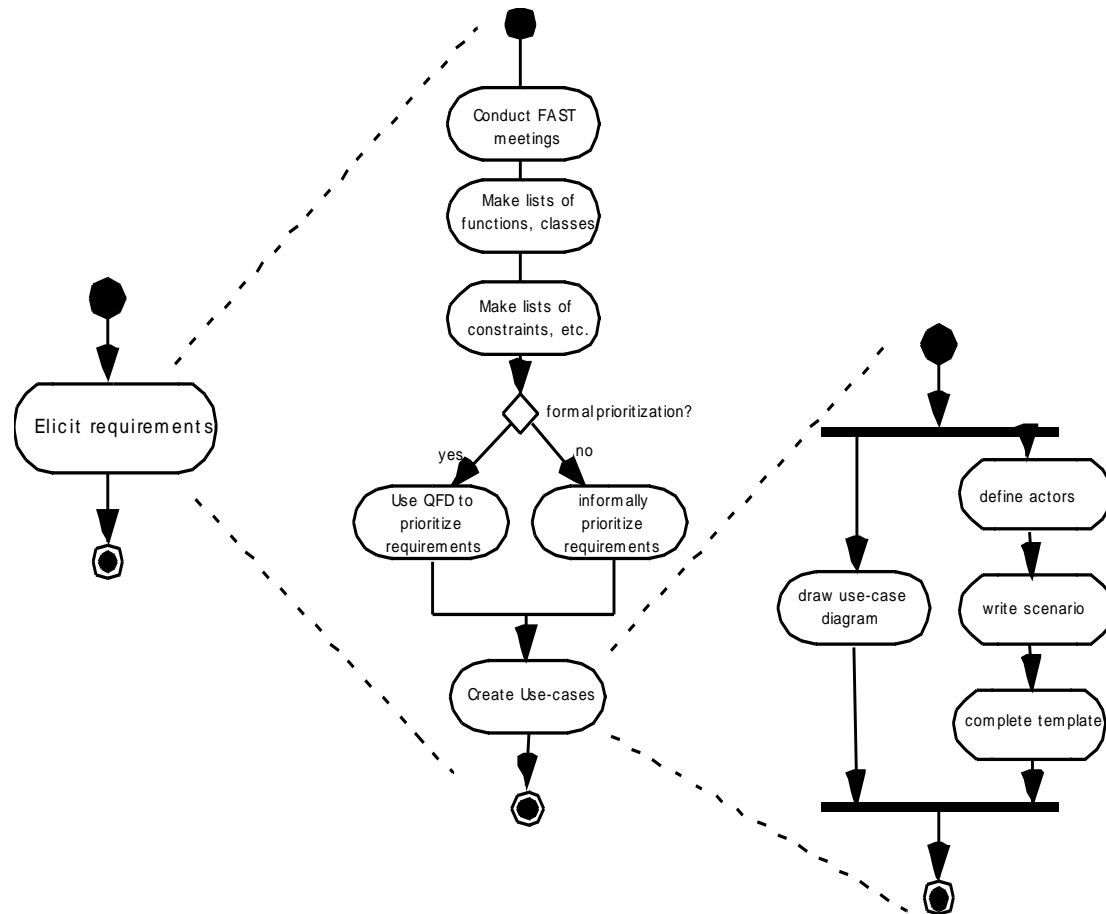 Conduct FAST
meetings
Make lists of
functions, classes
Make lists of
constraints, etc.
formal prioritization?
yes
no
Use QFD to
prioritize
requirements
informally
prioritize
requirements
Create Use-cases
Elicit requirements
define actors
draw use-case
diagram
write scenario
complete template